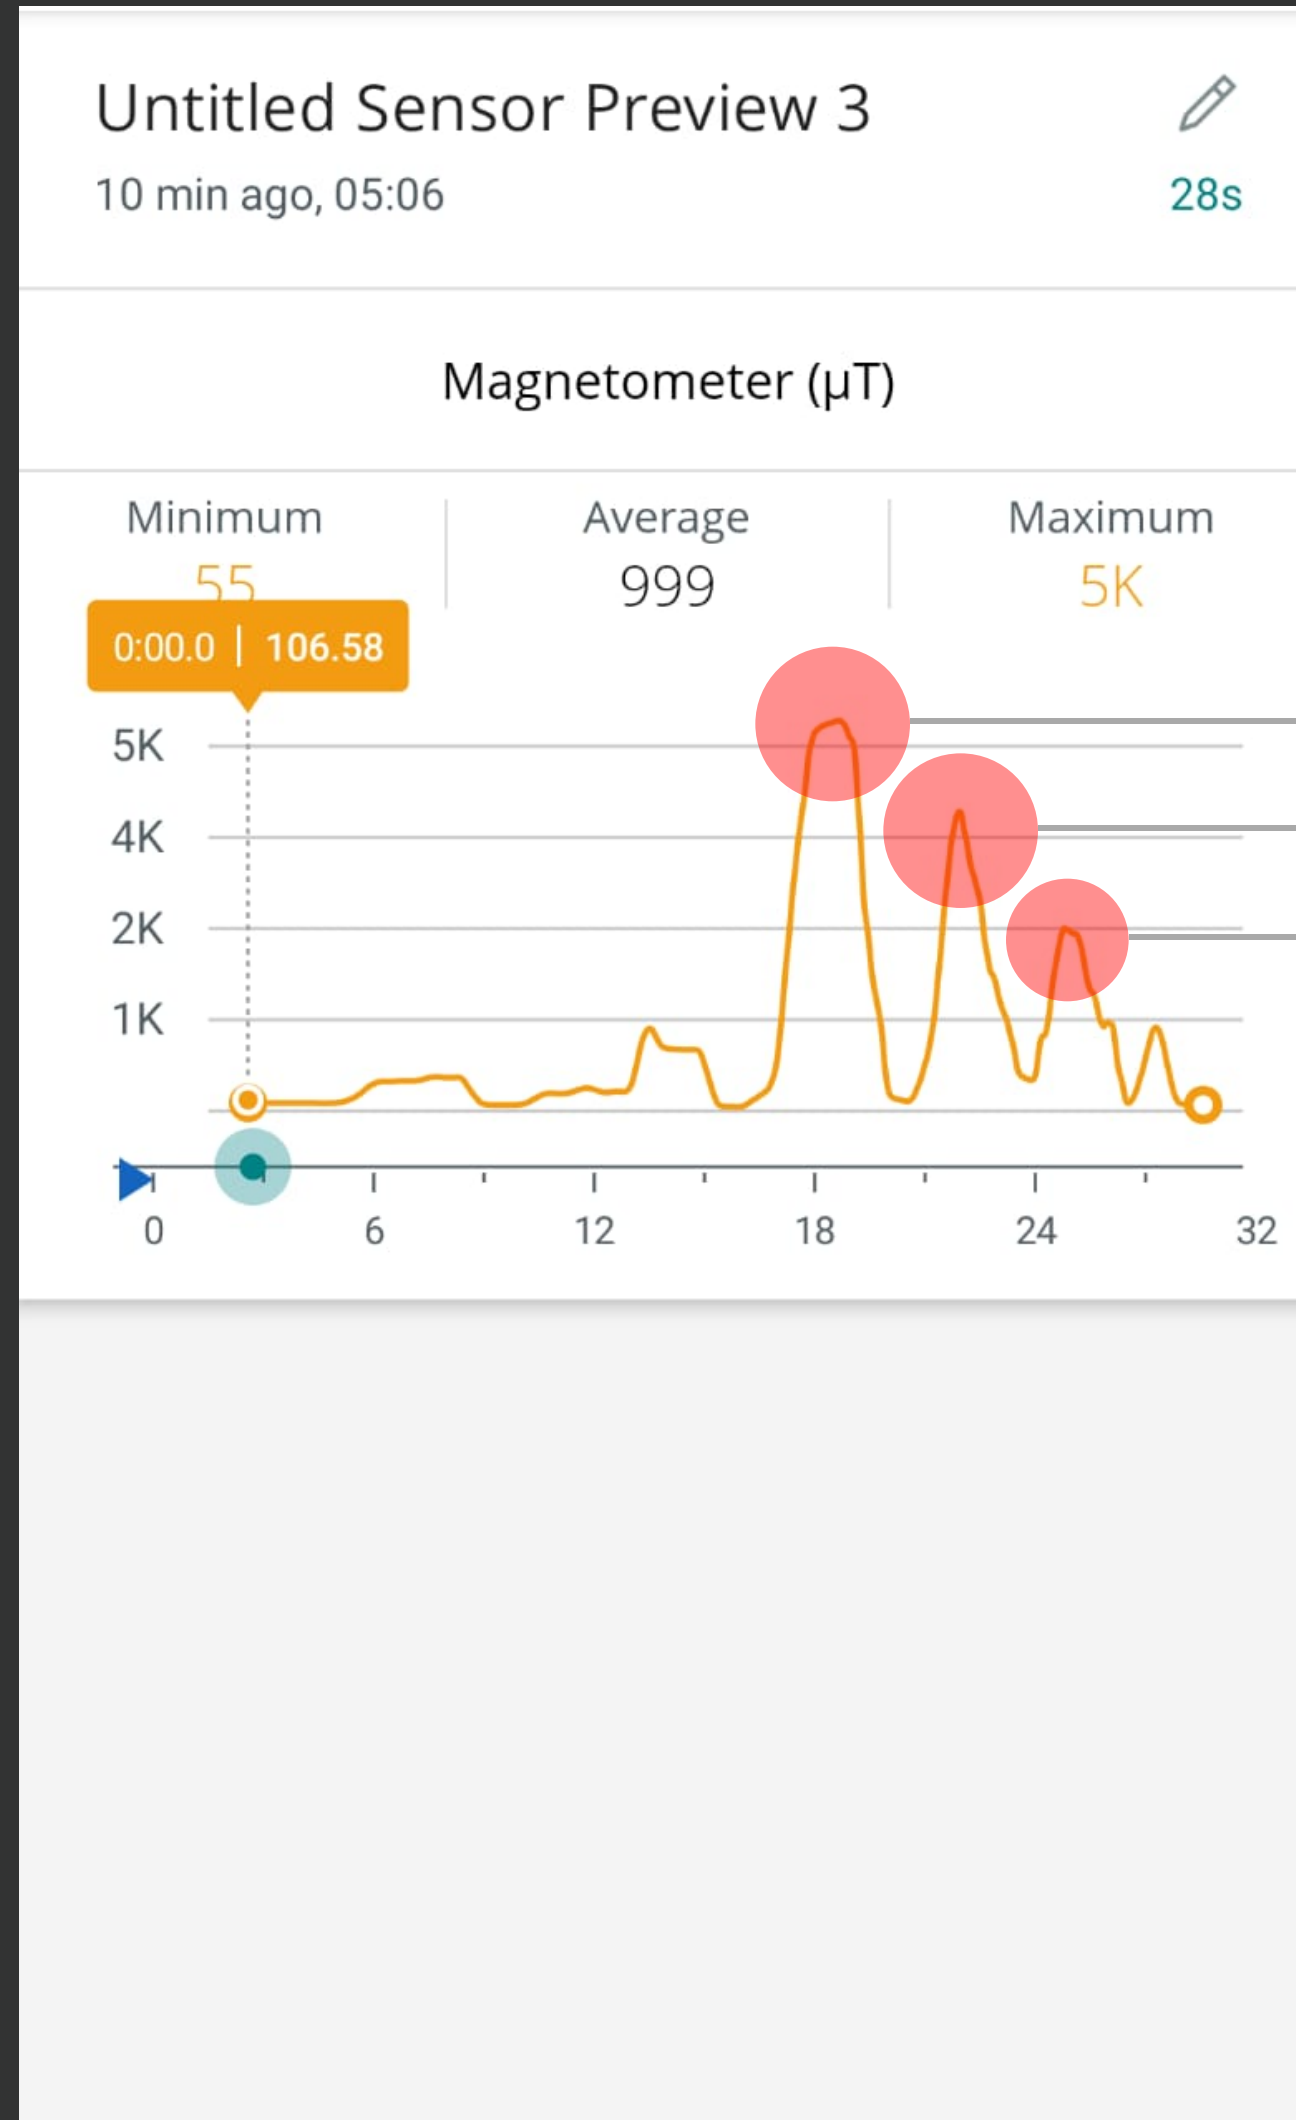 Untitled Sensor Preview 3
10 min ago, 05:06
28s
Magnetometer (µT)
Minimum
Average
Maximum
55
999
5K
0:00.0 | 106.58
5K
4K
2K
1K
0 6 12 18 24 32